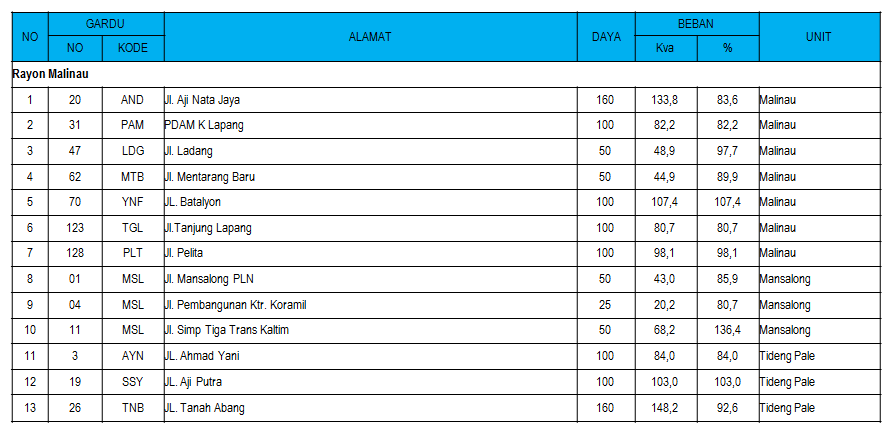 NO GARDU ALAMAT DAYA BEBAN UNIT
NO KODE Kva %
Rayon Malinau
1 20 AND Jl. Aji Nata Jaya 160 133,8 83,6 Malinau
2 31 PAM PDAM K Lapang 100 82,2 82,2 Malinau
3 47 LDG Jl. Ladang 50 48,9 97,7 Malinau
4 62 MTB Jl. Mentarang Baru 50 44,9 89,9 Malinau
5 70 YNF JL. Batalyon 100 107,4 107,4 Malinau
6 123 TGL Jl.Tanjung Lapang 100 80,7 80,7 Malinau
7 128 PLT Jl. Pelita 100 98,1 98,1 Malinau
8 01 MSL Jl. Mansalong PLN 50 43,0 85,9 Mansalong
9 04 MSL Jl. Pembangunan Ktr. Koramil 25 20,2 80,7 Mansalong
10 11 MSL Jl. Simp Tiga Trans Kaltim 50 68,2 136,4 Mansalong
11 3 AYN JL. Ahmad Yani 100 84,0 84,0 Tideng Pale
12 19 SSY JL. Aji Putra 100 103,0 103,0 Tideng Pale
13 26 TNB JL. Tanah Abang 160 148,2 92,6 Tideng Pale